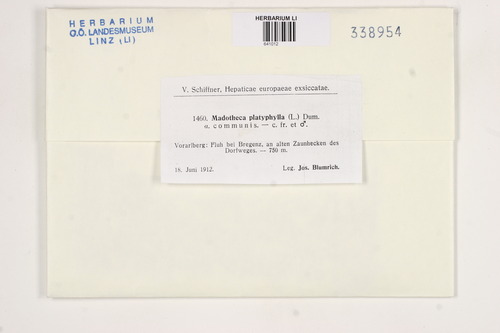 HERBARIUM
O.Ö. LANDESMUSEUM
LINZ (LI)
HERBARIUM LI
641012
338954
V. Schiffner, Hepaticae europaeae exsiccatae.
1460. Madotheca platyphylla (L.) Dum.
α. communis. — c. fr. et ♂.
Vorarlberg: Fluh bei Bregenz, an alten Zaunhecken des
Dorfweges. — 750 m.
16. Juni 1912. Leg. Jos. Blumrich.